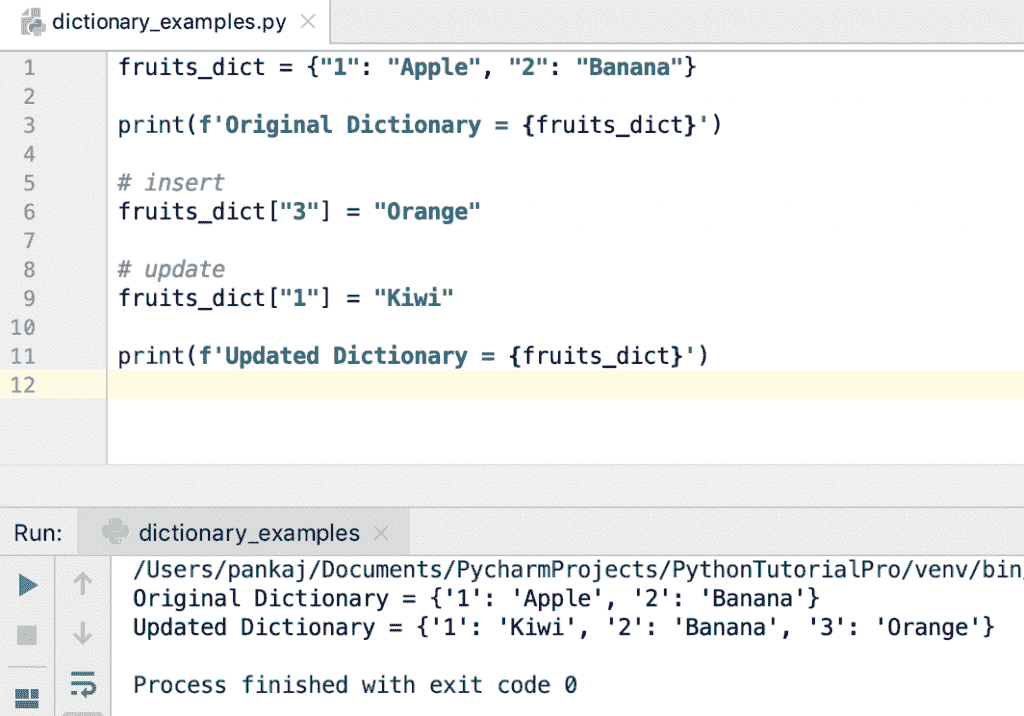 dictionary_examples.py
1 fruits_dict = {"1": "Apple", "2": "Banana"}
2
3 print(f'Original Dictionary = {fruits_dict}')
4
5 # insert
6 fruits_dict["3"] = "Orange"
7
8 # update
9 fruits_dict["1"] = "Kiwi"
10
11 print(f'Updated Dictionary = {fruits_dict}')
12
Run: dictionary_examples
/Users/pankaj/Documents/PycharmProjects/PythonTutorialPro/venv/bin
Original Dictionary = {'1': 'Apple', '2': 'Banana'}
Updated Dictionary = {'1': 'Kiwi', '2': 'Banana', '3': 'Orange'}
Process finished with exit code 0